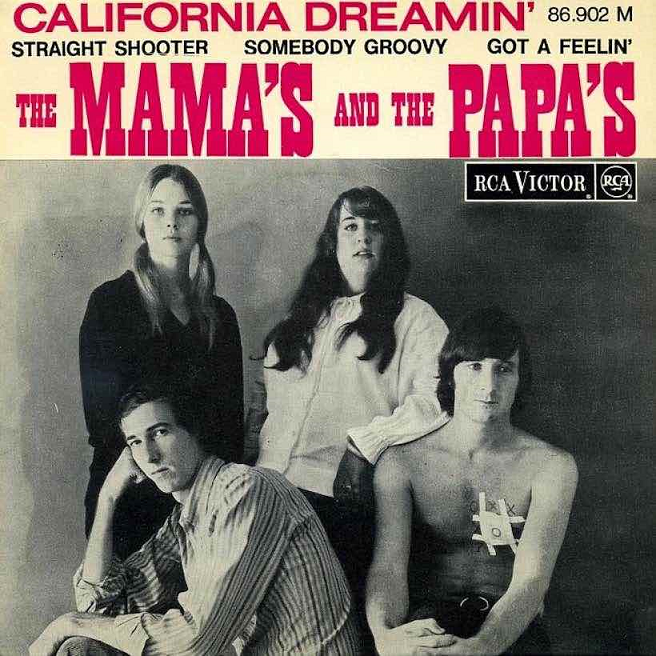 CALIFORNIA DREAMIN' 86.902 M
STRAIGHT SHOOTER SOMEBODY GROOVY GOT A FEELIN'
THE MAMA'S AND THE PAPA'S
RCA VICTOR RCA